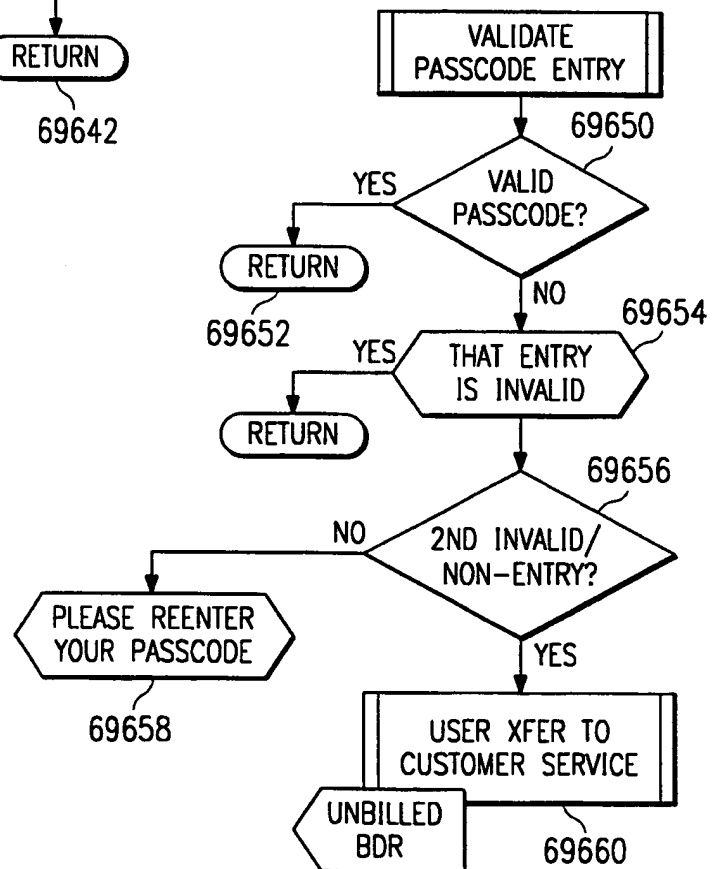 RETURN
69642
VALIDATE
PASSCODE ENTRY
69650
VALID
PASSCODE?
YES
RETURN
69652
NO
69654
THAT ENTRY
IS INVALID
YES
RETURN
69656
2ND INVALID/
NON-ENTRY?
NO
PLEASE REENTER
YOUR PASSCODE
69658
YES
USER XFER TO
CUSTOMER SERVICE
UNBILLED
BDR
69660